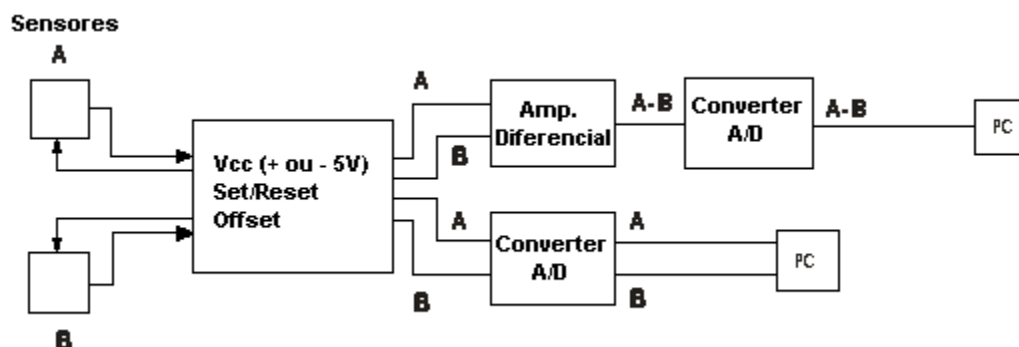 Sensores
A
A
B
Vcc (+ ou - 5V)
Set/Reset
Offset
Amp.
Diferencial
A-B
Converter
A/D
A-B
PC
A
B
Converter
A/D
A
B
PC
B